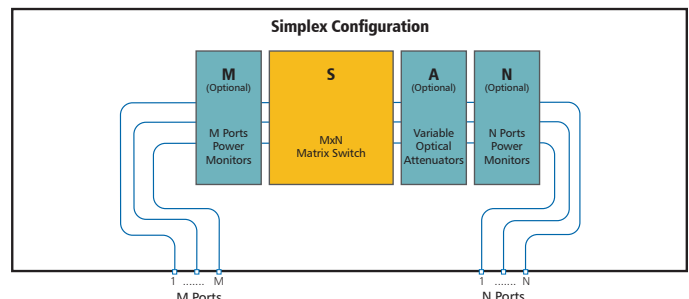 Simplex Configuration
M
(Optional)
M Ports
Power
Monitors
S
MxN
Matrix Switch
A
(Optional)
Variable
Optical
Attenuators
N
(Optional)
N Ports
Power
Monitors
1 ....... M
M Ports
1 ....... N
N Ports